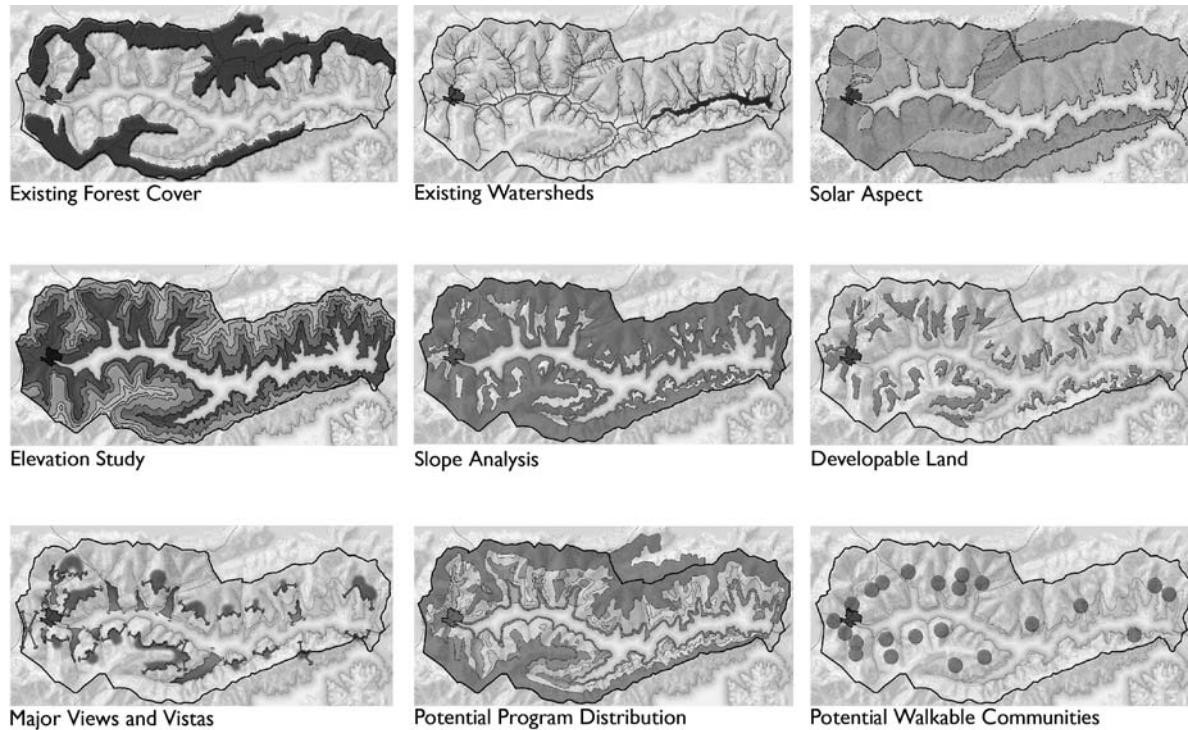 Existing Forest Cover
Existing Watersheds
Solar Aspect
Elevation Study
Slope Analysis
Developable Land
Major Views and Vistas
Potential Program Distribution
Potential Walkable Communities